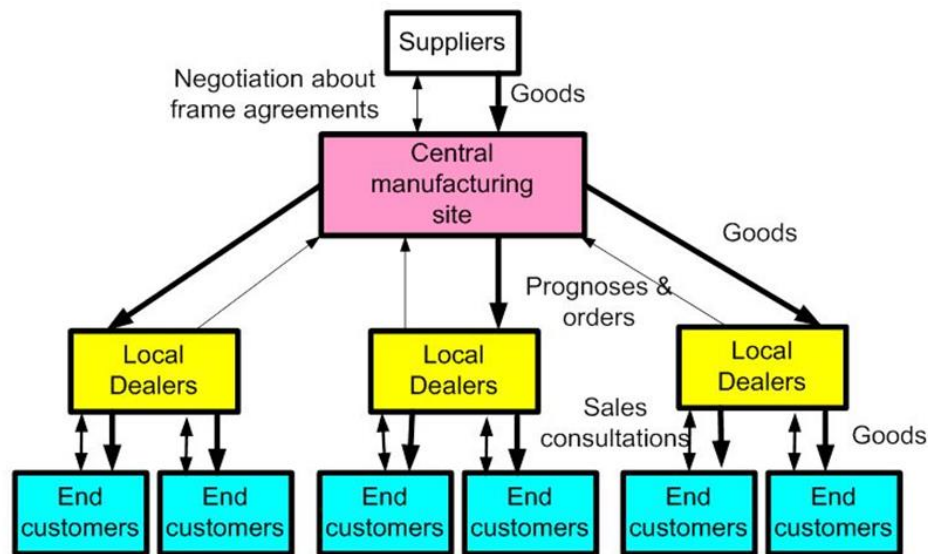 Suppliers
Negotiation about
frame agreements
Goods
Central
manufacturing
site
Goods
Prognoses &
orders
Local
Dealers
Local
Dealers
Local
Dealers
Sales
consultations
Goods
End
customers
End
customers
End
customers
End
customers
End
customers
End
customers